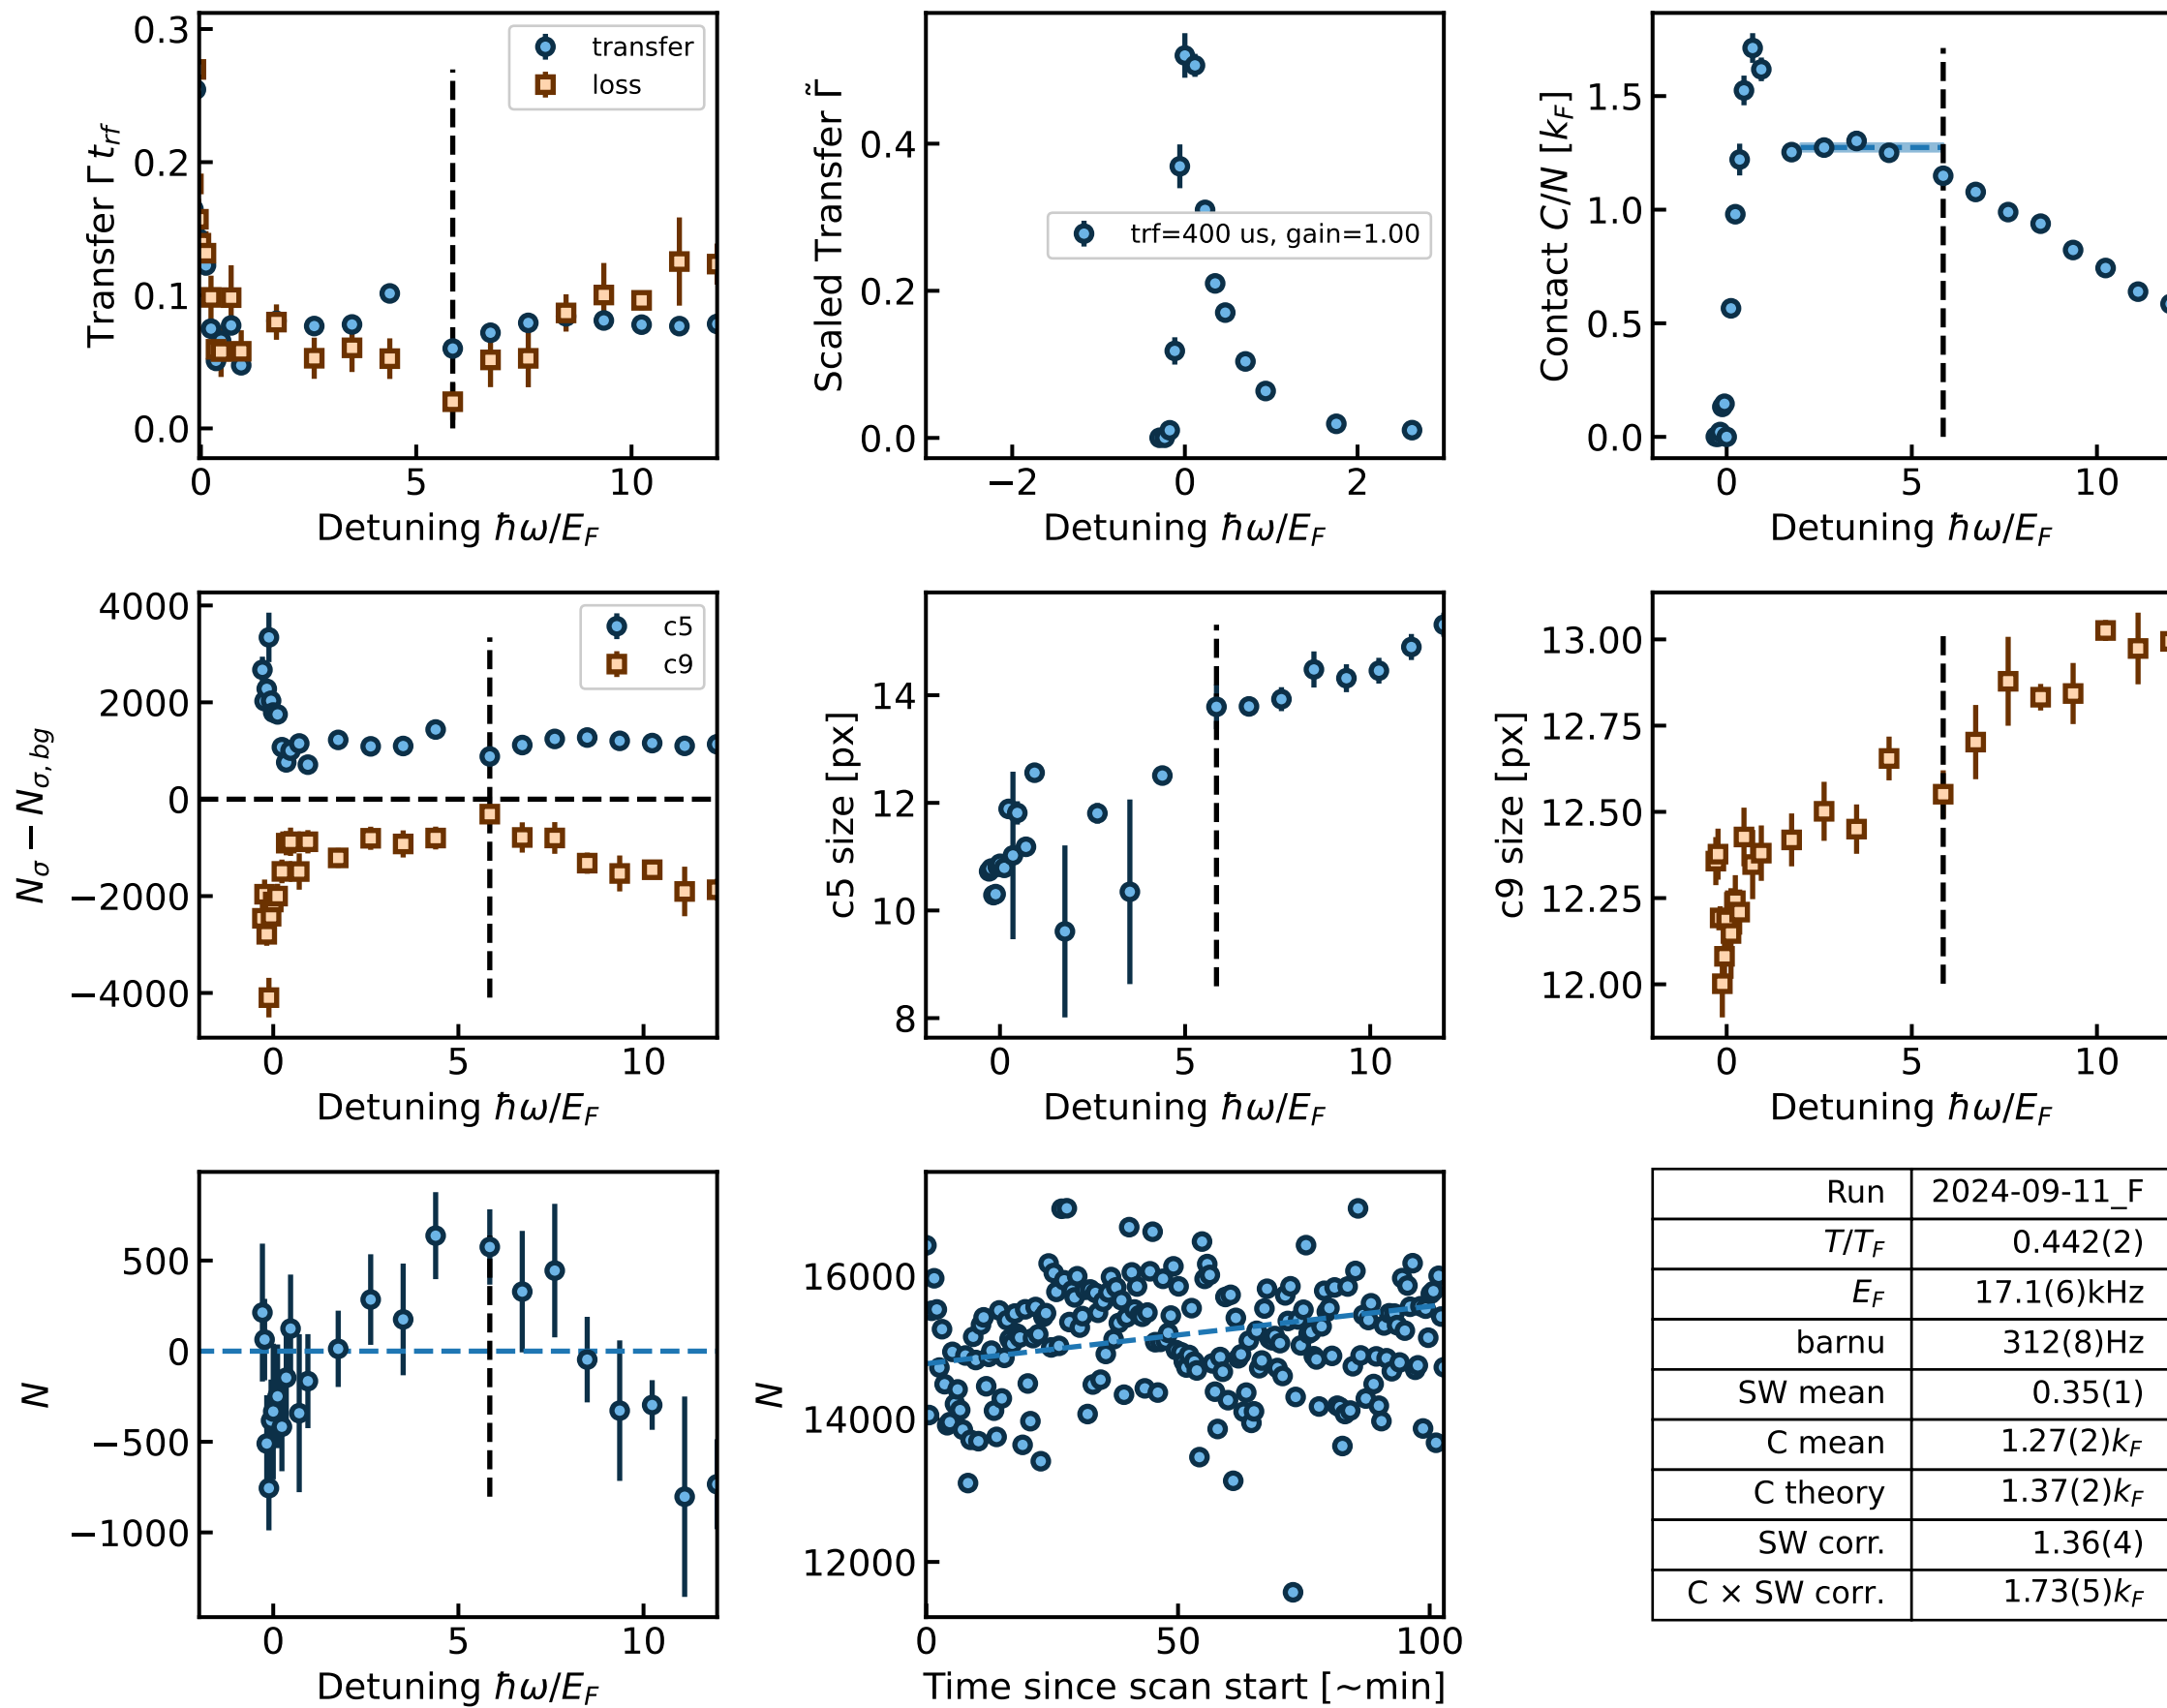 0.3
0.2
0.1
0.0
Transfer Γ t_rf
transfer
loss
0 5 10
Detuning ħω/E_F
0.4
0.2
0.0
Scaled Transfer Γ̃
trf=400 us, gain=1.00
−2 0 2
Detuning ħω/E_F
1.5
1.0
0.5
0.0
Contact C/N [k_F]
0 5 10
Detuning ħω/E_F
4000
2000
0
−2000
−4000
N_σ − N_σ,bg
c5
c9
0 5 10
Detuning ħω/E_F
14
12
10
8
c5 size [px]
0 5 10
Detuning ħω/E_F
13.00
12.75
12.50
12.25
12.00
c9 size [px]
0 5 10
Detuning ħω/E_F
500
0
−500
−1000
N
0 5 10
Detuning ħω/E_F
16000
14000
12000
N
0 50 100
Time since scan start [~min]
Run 2024-09-11_F
T/T_F 0.442(2)
E_F 17.1(6)kHz
barnu 312(8)Hz
SW mean 0.35(1)
C mean 1.27(2)k_F
C theory 1.37(2)k_F
SW corr. 1.36(4)
C × SW corr. 1.73(5)k_F